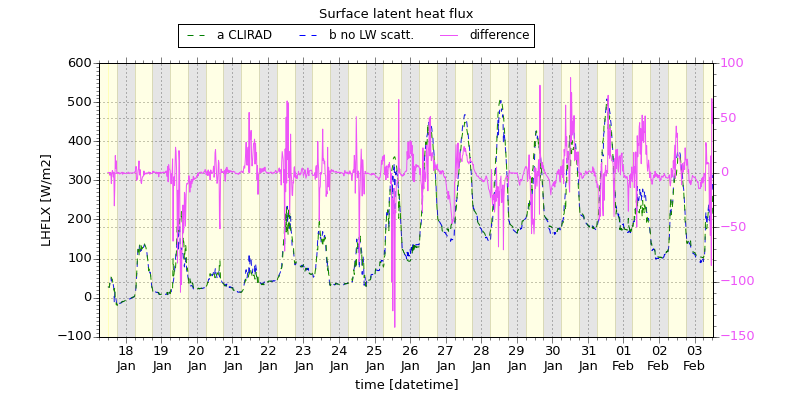 Surface latent heat flux
a CLIRAD b no LW scatt. difference
600 100
500 50
400 0
300 −50
200 −100
100 −150
0
−100
LHFLX [W/m2]
18 19 20 21 22 23 24 25 26 27 28 29 30 31 01 02 03
Jan Jan Jan Jan Jan Jan Jan Jan Jan Jan Jan Jan Jan Jan Feb Feb Feb
time [datetime]